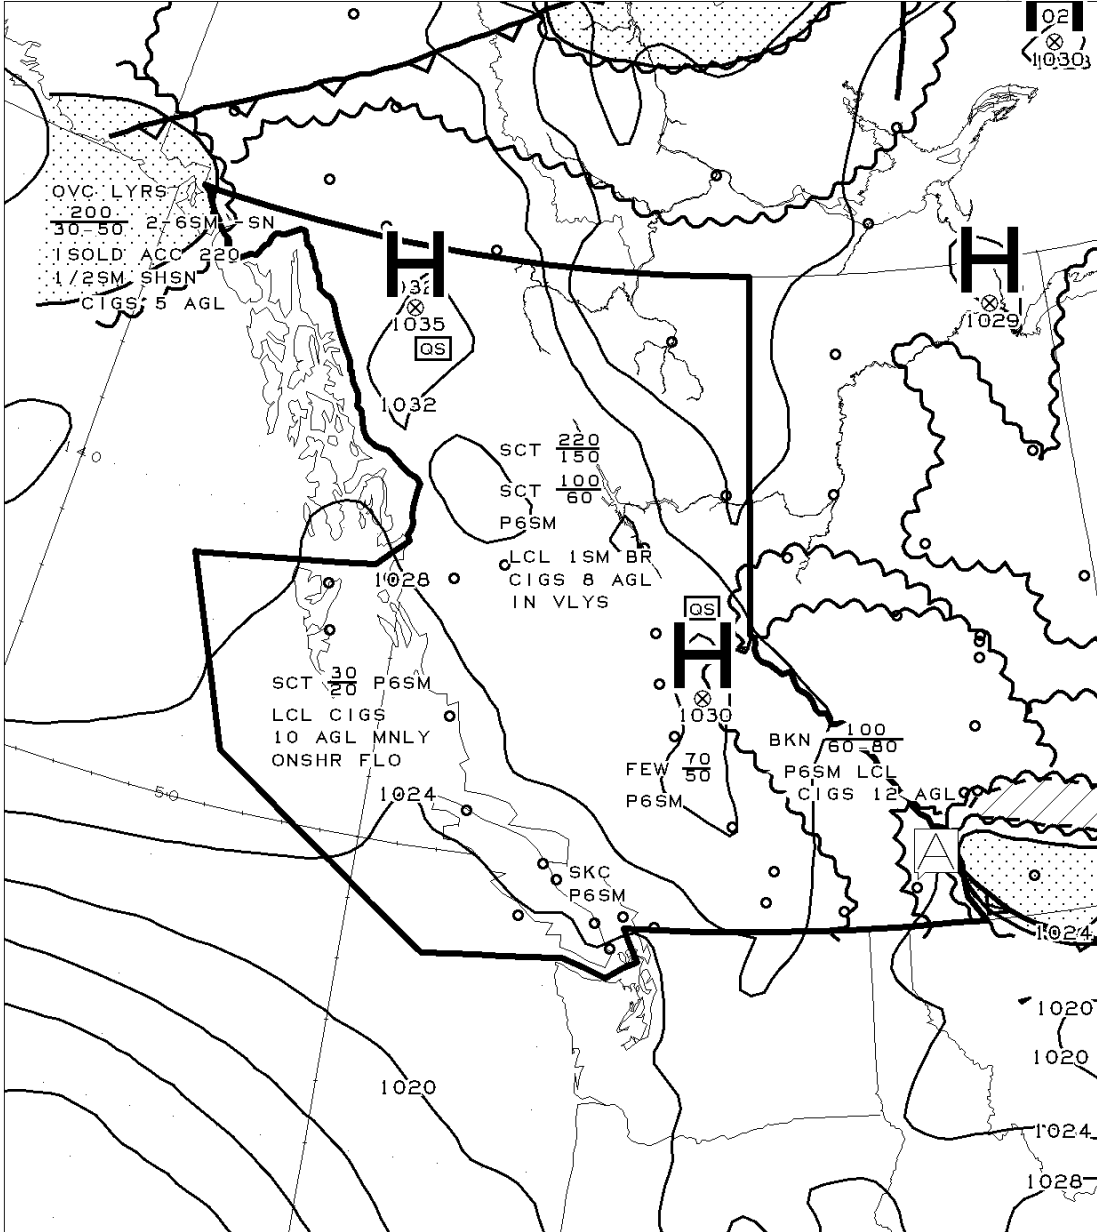 H
02
1030
OVC LYRS
200
30-50 2-6SM -SN
ISOLD ACC 220
1/2SM SHSN
CIGS 5 AGL
H
1035
QS
1032
H
1029
140
SCT 220
150
SCT 100
60
P6SM
LCL 1SM BR
CIGS 8 AGL
IN VLYS
1028
QS
H
1030
SCT 30
20 P6SM
LCL CIGS
10 AGL MNLY
ONSHR FLO
FEW 70
50
P6SM
BKN 100
60-80
P6SM LCL
CIGS 12 AGL
50
1024
A
SKC
P6SM
1024
1020
1020
1020
1024
1028